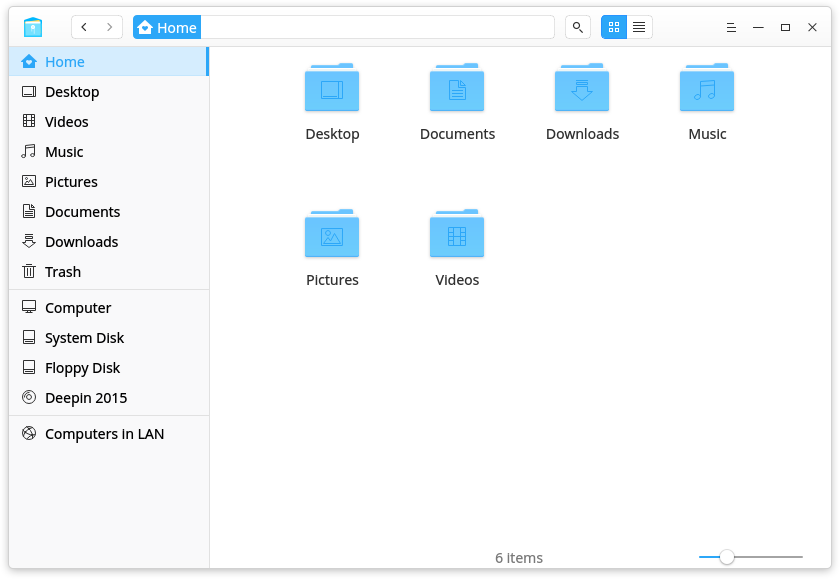 Home
Home
Desktop
Videos
Music
Pictures
Documents
Downloads
Trash
Computer
System Disk
Floppy Disk
Deepin 2015
Computers in LAN
Desktop Documents Downloads Music
Pictures Videos
6 items